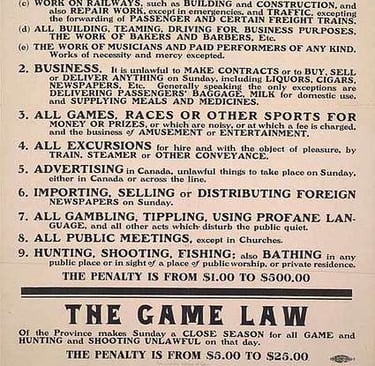 (c) WORK ON RAILWAYS, such as BUILDING and CONSTRUCTION, and
also REPAIR WORK, except in emergencies, and TRAFFIC, excepting
the forwarding of PASSENGER AND CERTAIN FREIGHT TRAINS.
(d) ALL BUILDING, TEAMING, DRIVING FOR BUSINESS PURPOSES,
THE WORK OF BAKERS AND BARBERS, Etc.
(e) THE WORK OF MUSICIANS AND PAID PERFORMERS OF ANY KIND.
Works of necessity and mercy excepted.
2. BUSINESS. It is unlawful to MAKE CONTRACTS or to BUY, SELL
or DELIVER ANYTHING on Sunday, including LIQUORS, CIGARS,
NEWSPAPERS, Etc. Generally speaking the only exceptions are
DELIVERING PASSENGERS' BAGGAGE, MILK for domestic use,
and SUPPLYING MEALS AND MEDICINES.
3. ALL GAMES, RACES OR OTHER SPORTS FOR
MONEY OR PRIZES, or which are noisy, or at which a fee is charged,
and the business of AMUSEMENT or ENTERTAINMENT.
4. ALL EXCURSIONS for hire and with the object of pleasure, by
TRAIN, STEAMER or OTHER CONVEYANCE.
5. ADVERTISING in Canada, unlawful things to take place on Sunday,
either in Canada or across the line.
6. IMPORTING, SELLING or DISTRIBUTING FOREIGN
NEWSPAPERS on Sunday.
7. ALL GAMBLING, TIPPLING, USING PROFANE LAN-
GUAGE, and all other acts which disturb the public quiet.
8. ALL PUBLIC MEETINGS, except in Churches.
9. HUNTING, SHOOTING, FISHING; also BATHING in any
public place or in sight of a place of public worship, or private residence.
THE PENALTY IS FROM $1.00 TO $500.00
THE GAME LAW
Of the Province makes Sunday a CLOSE SEASON for all GAME and
HUNTING and SHOOTING UNLAWFUL on that day.
THE PENALTY IS FROM $5.00 TO $25.00